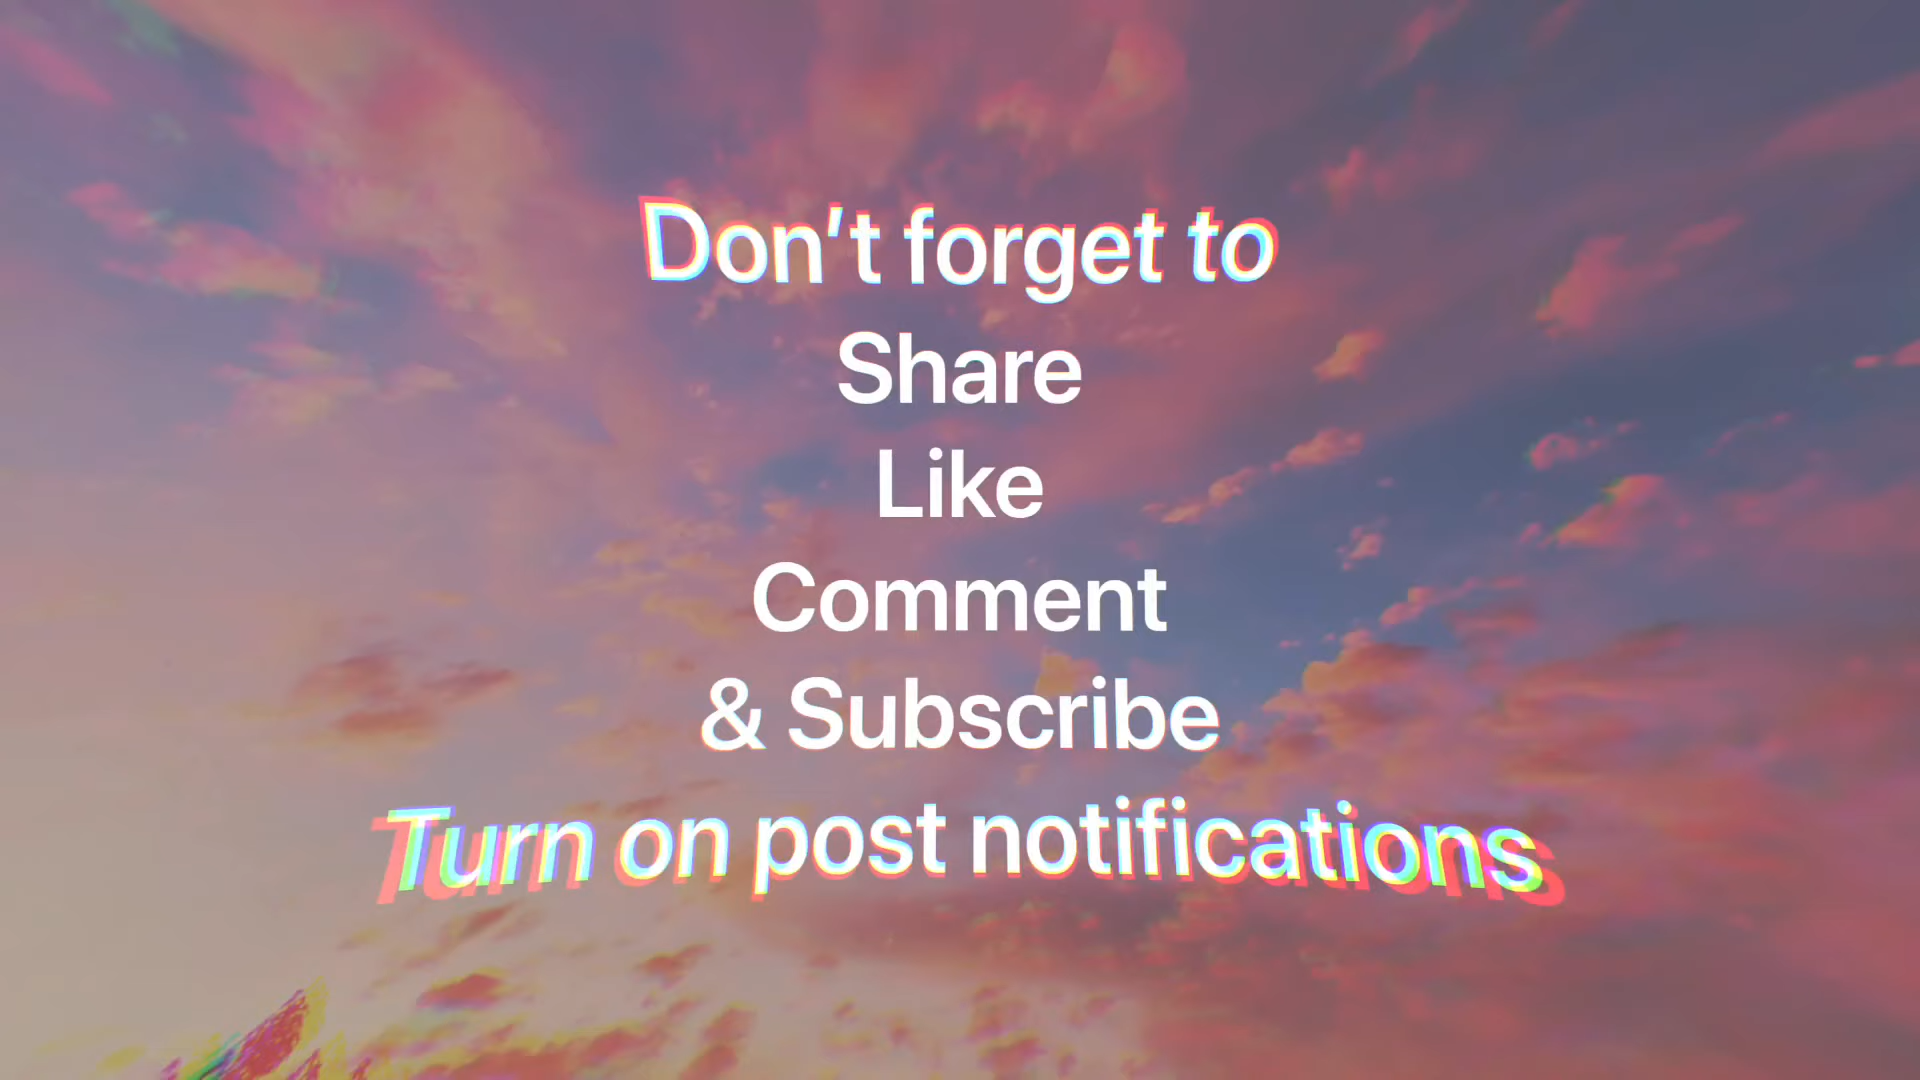 Don’t forget to
Share
Like
Comment
& Subscribe
Turn on post notifications